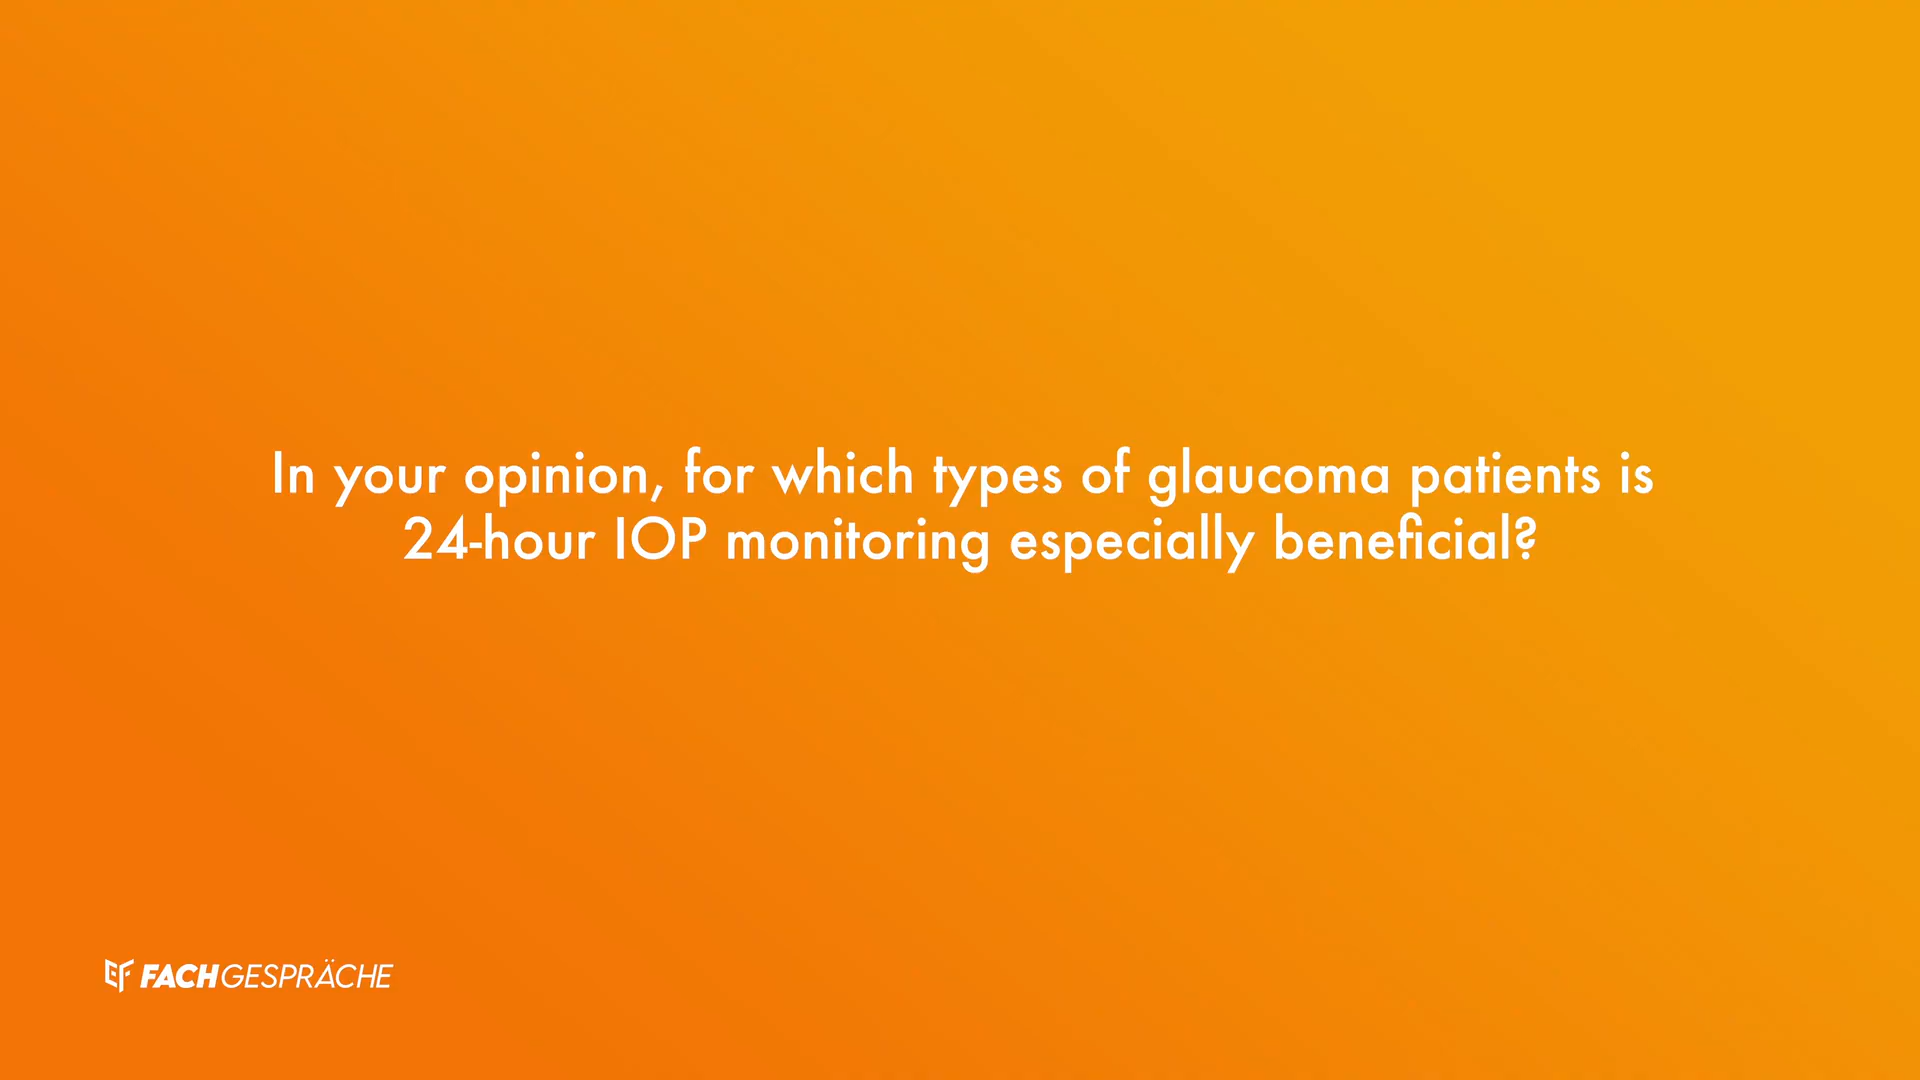 In your opinion, for which types of glaucoma patients is
24-hour IOP monitoring especially beneficial?
FACHGESPRÄCHE